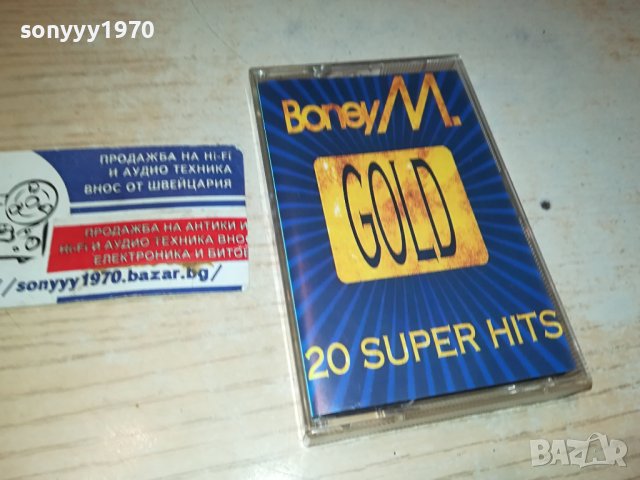 sonyyy1970
ПРОДАЖБА НА HI-FI
И АУДИО ТЕХНИКА
ВНОС ОТ ШВЕЙЦАРИЯ
ПРОДАЖБА НА АНТИКИ И
Hi-Fi И АУДИО ТЕХНИКА ВНОС
ЕЛЕКТРОНИКА И БИТО
//sonyyy1970.bazar.bg/
Boney M.
GOLD
20 SUPER HITS
BAZAR